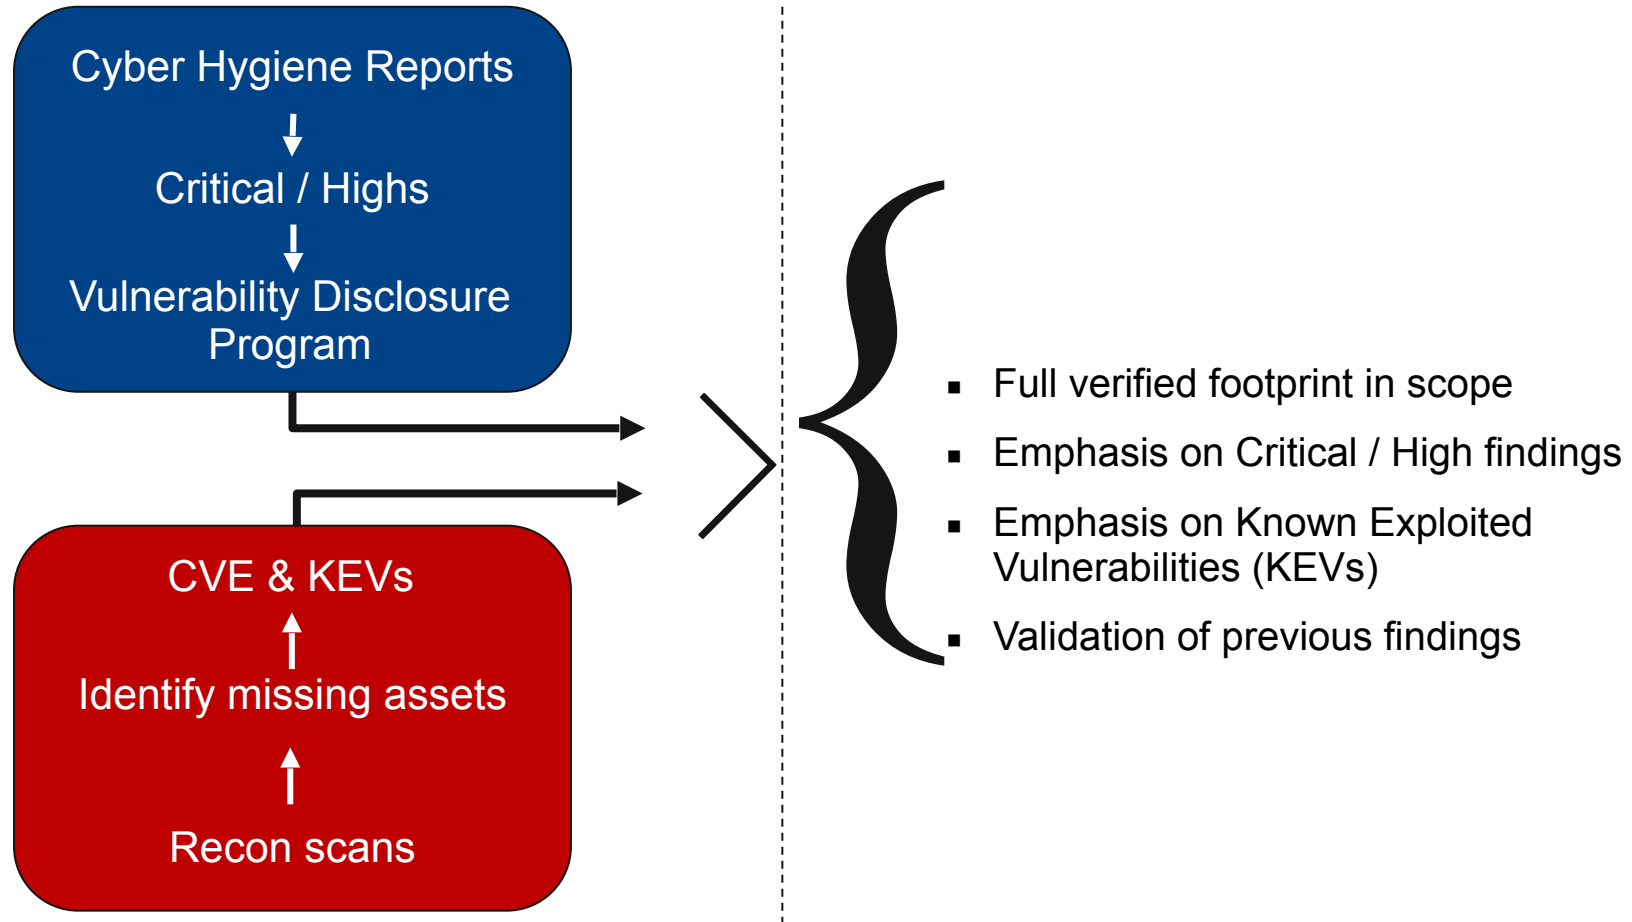 Cyber Hygiene Reports
Critical / Highs
Vulnerability Disclosure
Program
CVE & KEVs
Identify missing assets
Recon scans
▪ Full verified footprint in scope
▪ Emphasis on Critical / High findings
▪ Emphasis on Known Exploited
Vulnerabilities (KEVs)
▪ Validation of previous findings